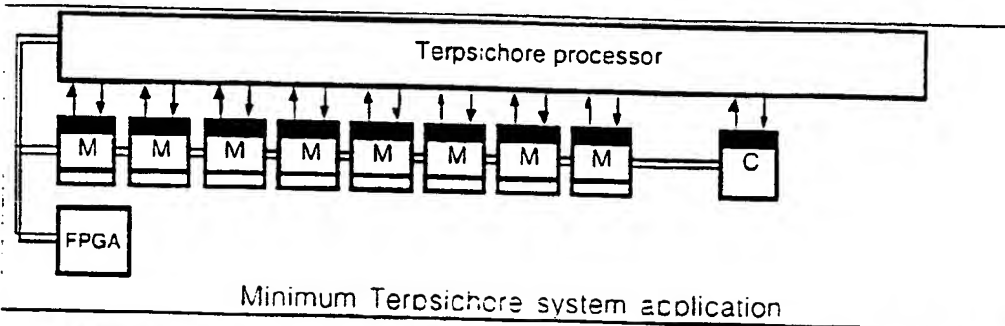 Terpsichore processor
M M M M M M M M C
FPGA
Minimum Terpsichore system application